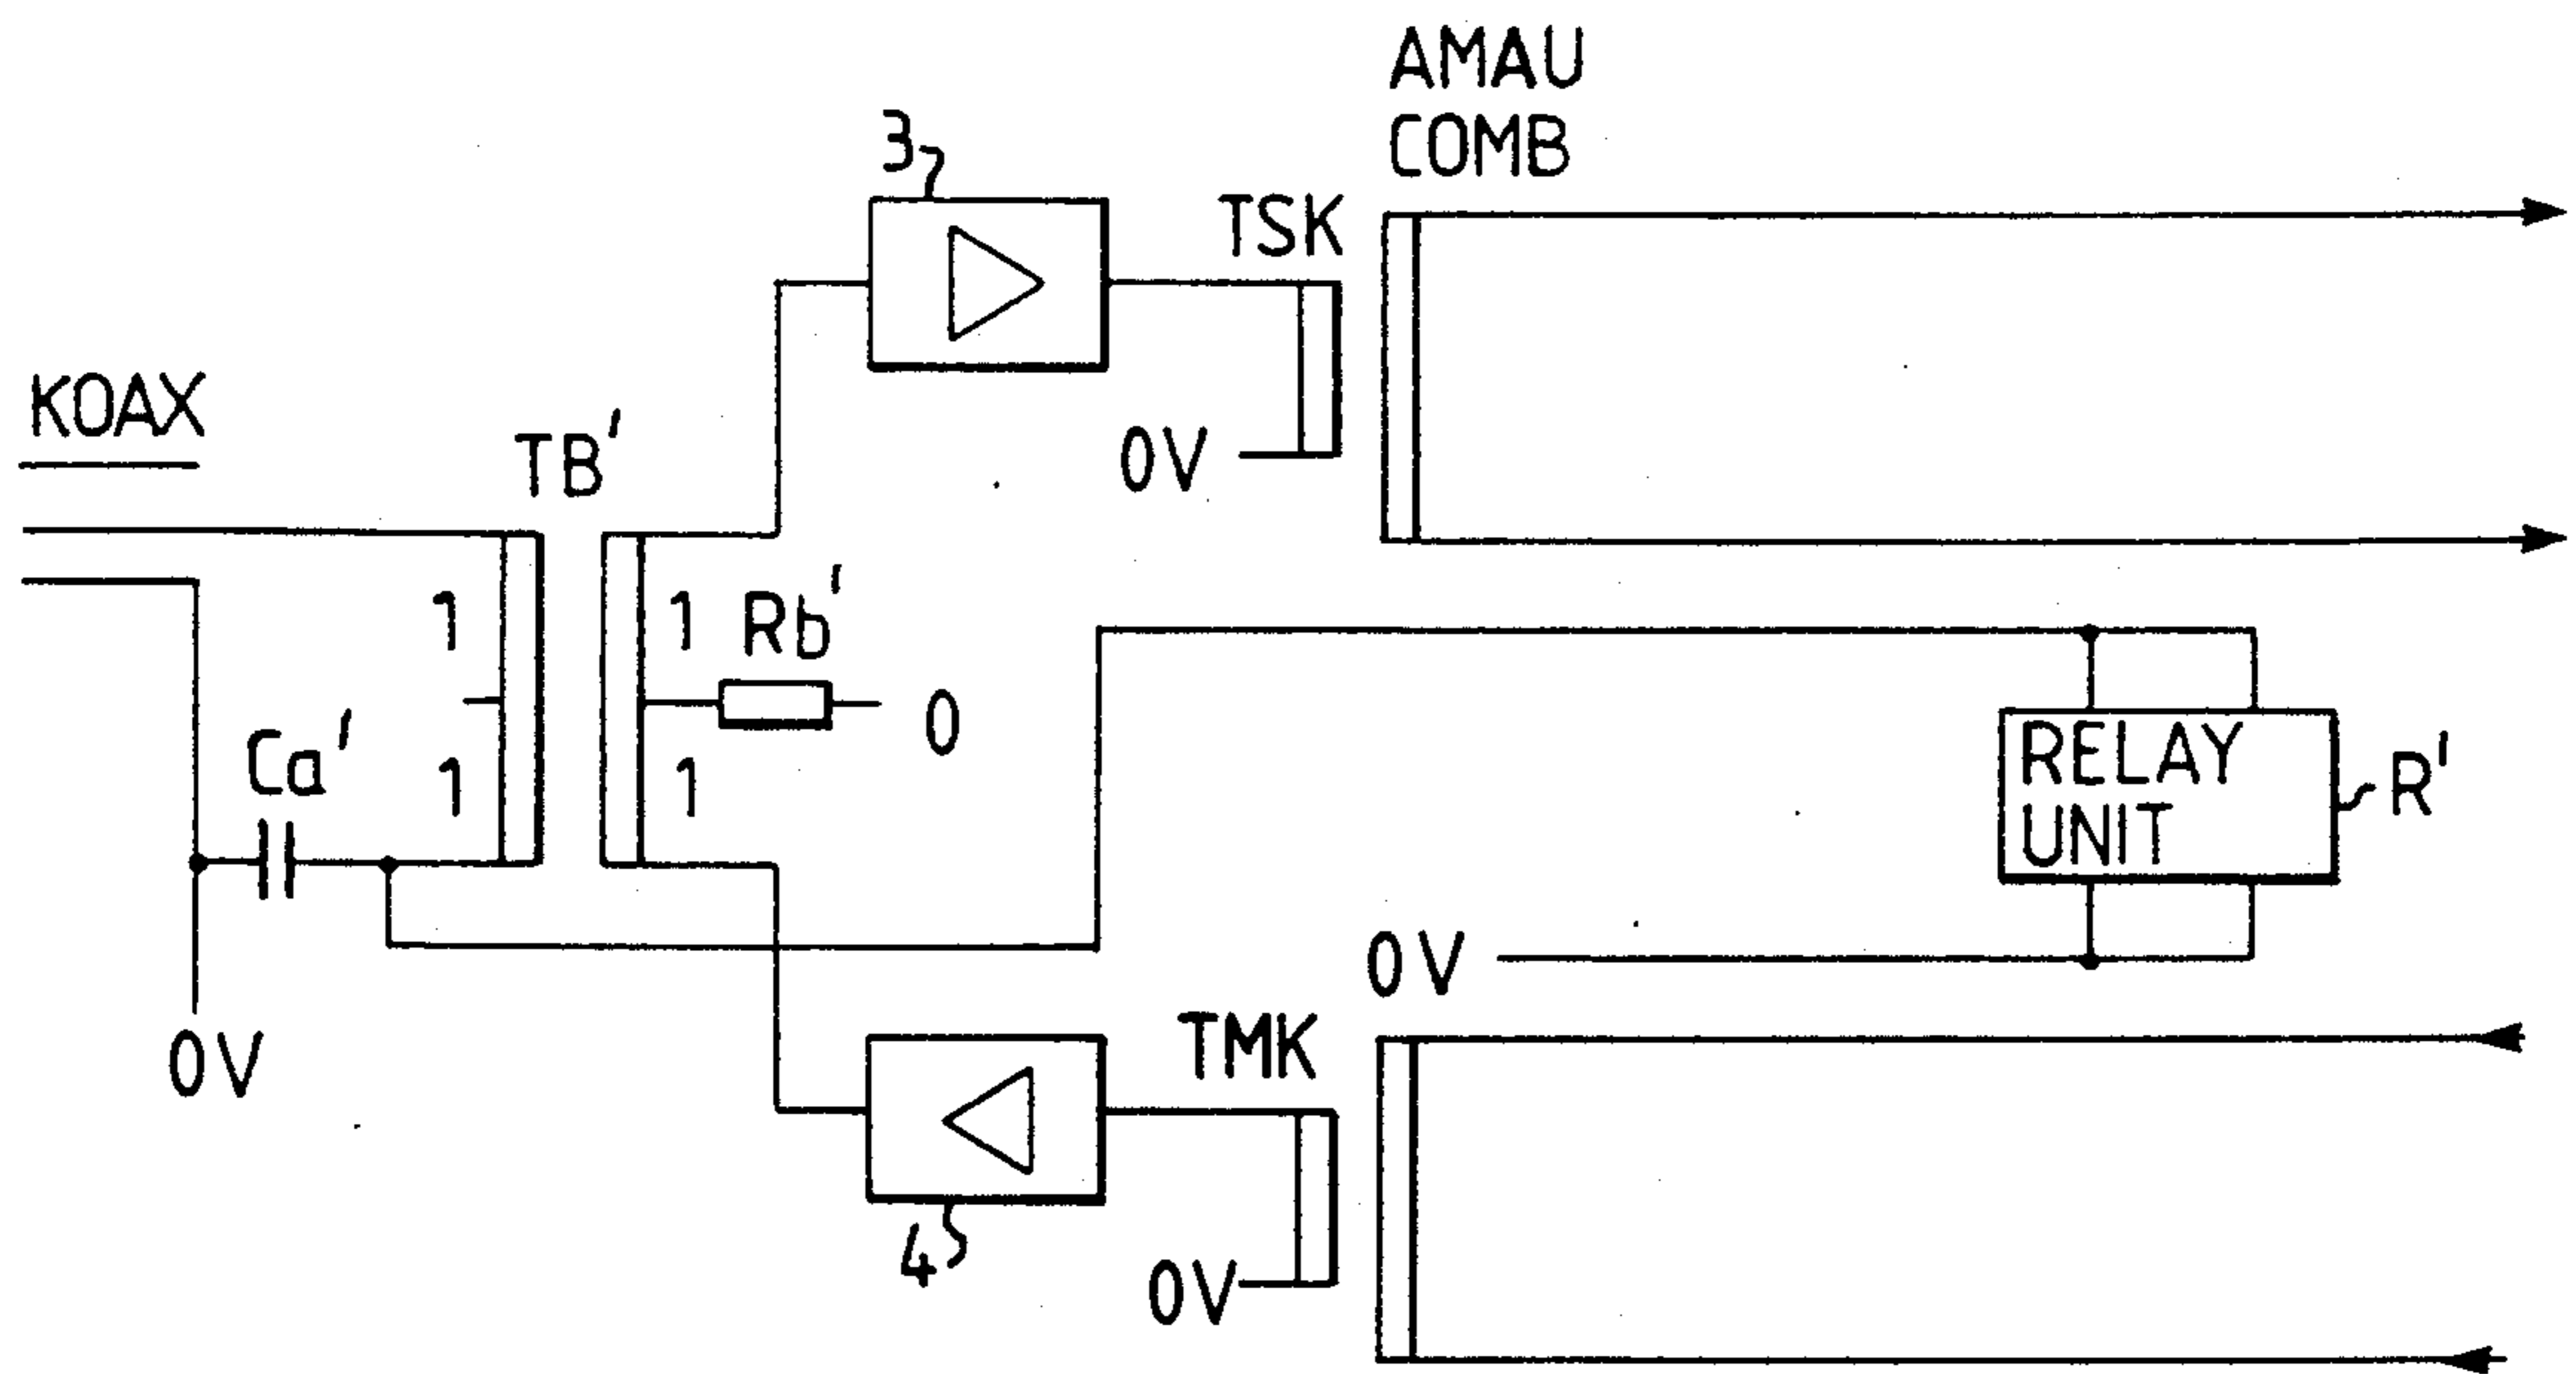 AMAU
COMB
3
TSK
KOAX
TB'
0V
1
1
Rb'
0
Ca'
1
1
RELAY
UNIT
R'
0V
0V
TMK
4
0V